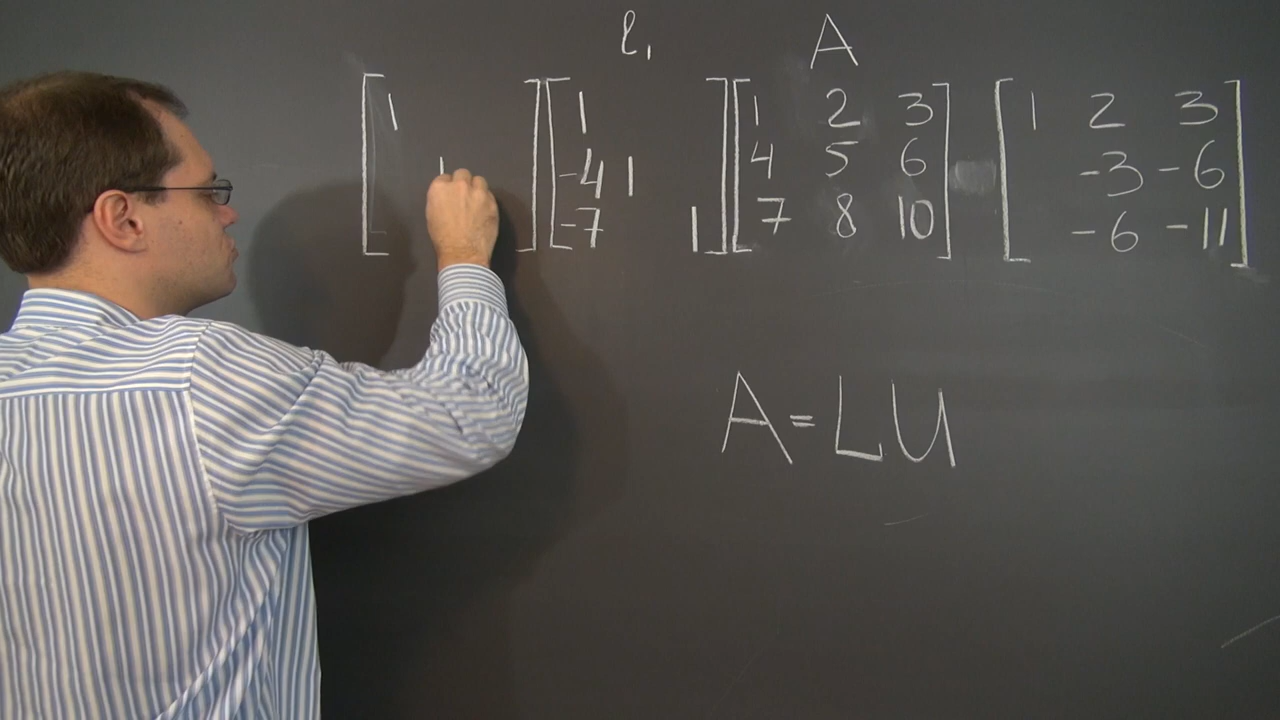 ℓ₁ A
[1 ] [1 ] [1 2 3] [1 2 3]
[ 1 ] [-4 1 ] [4 5 6] = [ -3 -6]
[ ] [-7 1] [7 8 10] [ -6 -11]
A = LU